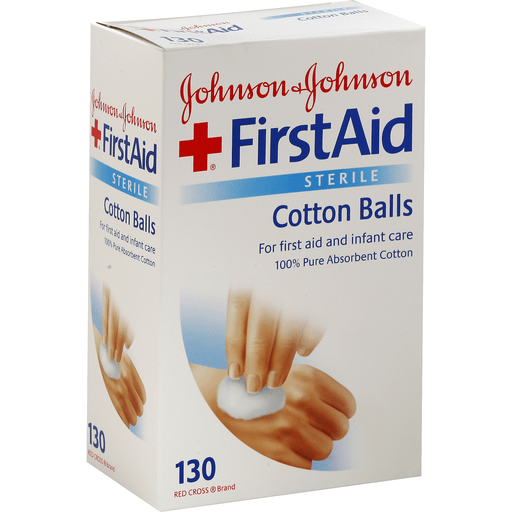 Johnson & Johnson
FirstAid
STERILE
Cotton Balls
For first aid and infant care
100% Pure Absorbent Cotton
130
RED CROSS® Brand
130
Johnson & Johnson
FirstAid
®
STERILE
Cotton Balls
For first aid and infant care
100% Pure Absorbent Cotton
130
RED CROSS® Brand